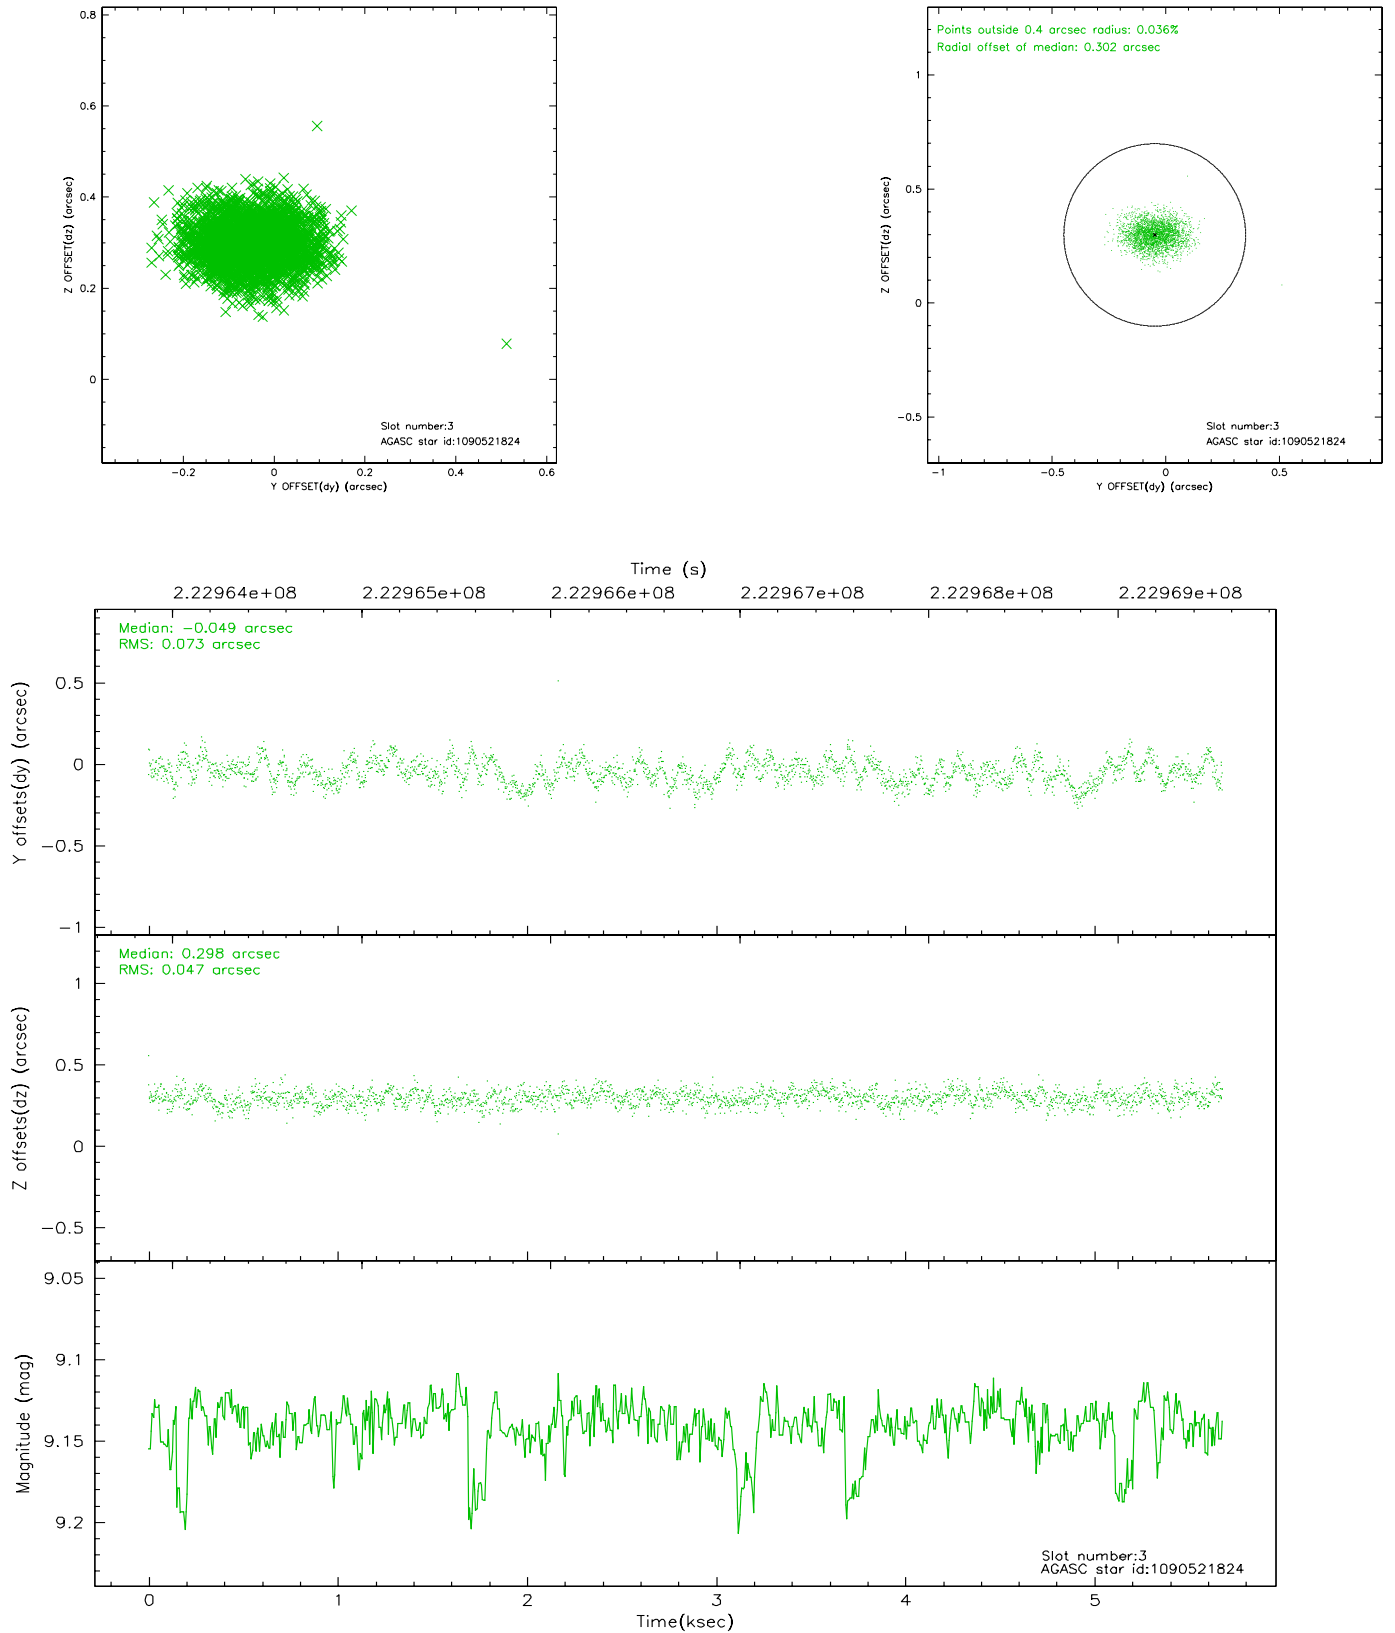 0.8
0.6
0.4
0.2
0
Z OFFSET(dz) (arcsec)
Slot number:3
AGASC star id:1090521824
−0.2 0 0.2 0.4 0.6
Y OFFSET(dy) (arcsec)
Points outside 0.4 arcsec radius: 0.036%
Radial offset of median: 0.302 arcsec
1
0.5
0
−0.5
Z OFFSET(dz) (arcsec)
Slot number:3
AGASC star id:1090521824
−1 −0.5 0 0.5
Y OFFSET(dy) (arcsec)
Time (s)
2.22964e+08 2.22965e+08 2.22966e+08 2.22967e+08 2.22968e+08 2.22969e+08
Median: −0.049 arcsec
RMS: 0.073 arcsec
0.5
0
−0.5
−1
Y offsets(dy) (arcsec)
Median: 0.298 arcsec
RMS: 0.047 arcsec
1
0.5
0
−0.5
Z offsets(dz) (arcsec)
9.05
9.1
9.15
9.2
Magnitude (mag)
Slot number:3
AGASC star id:1090521824
0 1 2 3 4 5
Time(ksec)